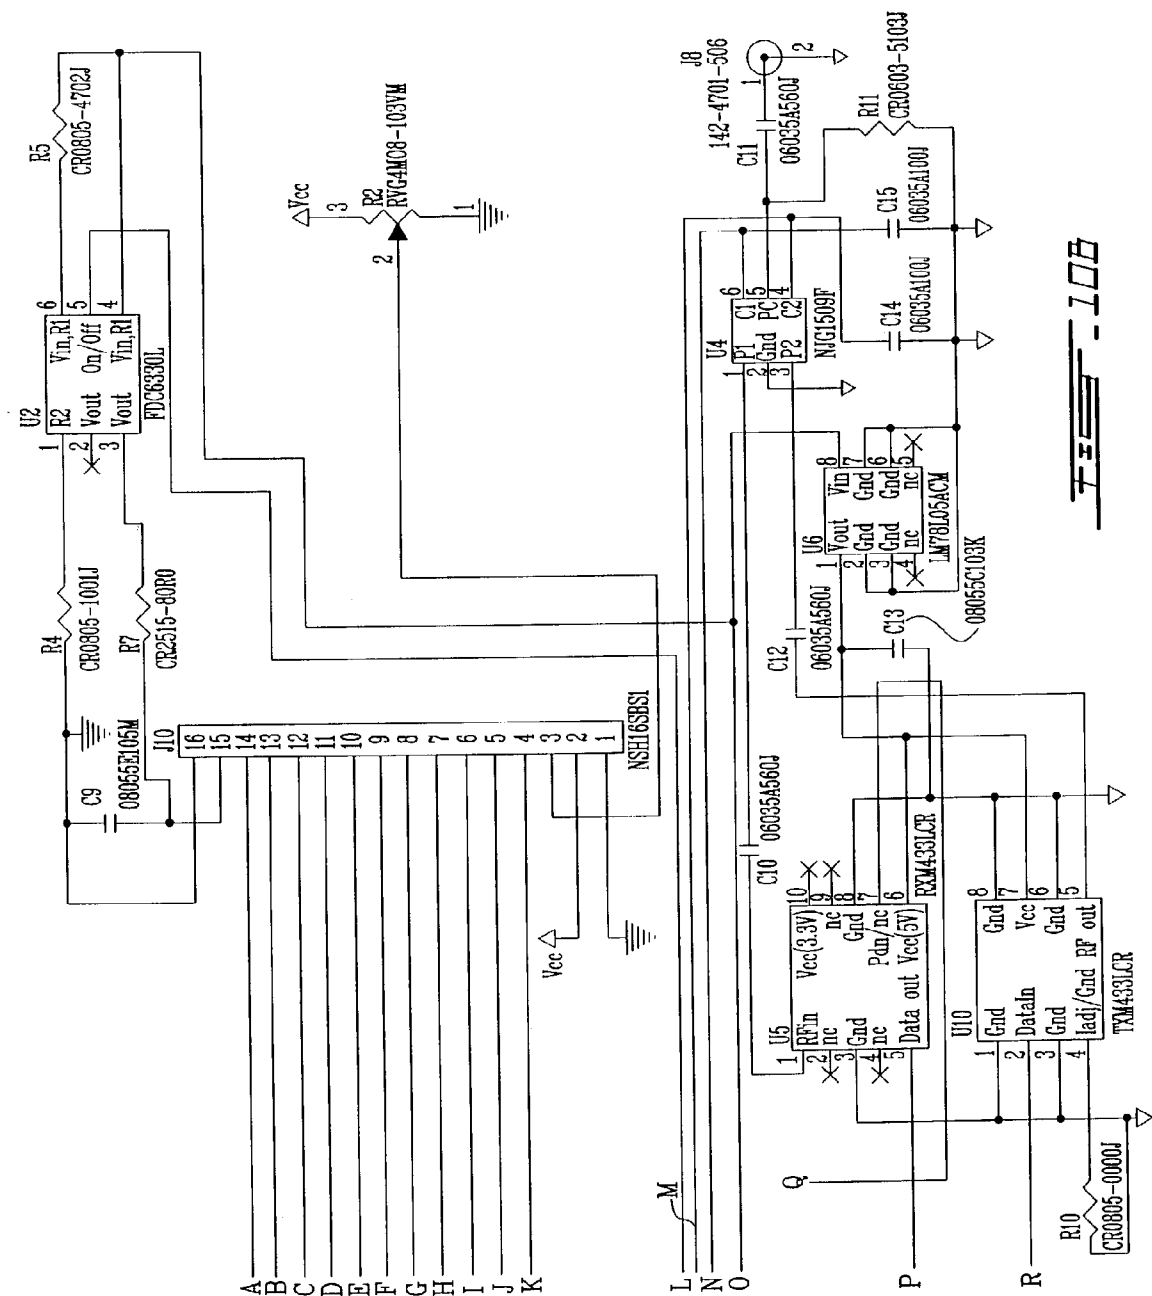 R5
CR0805-4702J
U2
6
5
4
Vin,R1
On/Off
Vin,R1
R2
Vout
Vout
FDC6330L
1
2
3
R4
CR0805-1001J
R7
CR2515-80R0
C9
08055E105M
Vcc
3
R2
RVG4MC8-103VM
1
2
J10
16
15
14
13
12
11
10
9
8
7
6
5
4
3
2
1
NSH16SBS1
Vcc
A
B
C
D
E
F
G
H
I
J
K
L
M
N
O
P
Q
R
J8
142-4701-506
1
2
C11
06035A560J
R11
CR0603-5103J
C15
06035A100J
C14
06035A100J
U4
6
5
4
C1
PC
C2
P1
Gnd
P2
NJG1509F
1
2
3
U6
8
7
6
5
Vin
Gnd
Gnd
nc
Vout
Gnd
Gnd
nc
LM78L05ACM
1
2
3
4
C12
06035A560J
C13
08055C103K
C10
06035A560J
U5
10
9
8
7
6
Vcc(3.3V)
nc
Gnd
Pdn/nc
Vcc(5V)
RFin
nc
Gnd
nc
Data out
RXM433LCR
1
2
3
4
5
U10
8
7
6
5
Gnd
Vcc
Gnd
RF out
Gnd
DataIn
Gnd
Iadj/Gnd
TXM433LCR
1
2
3
4
R10
CR0805-0000J
FIG. 10B